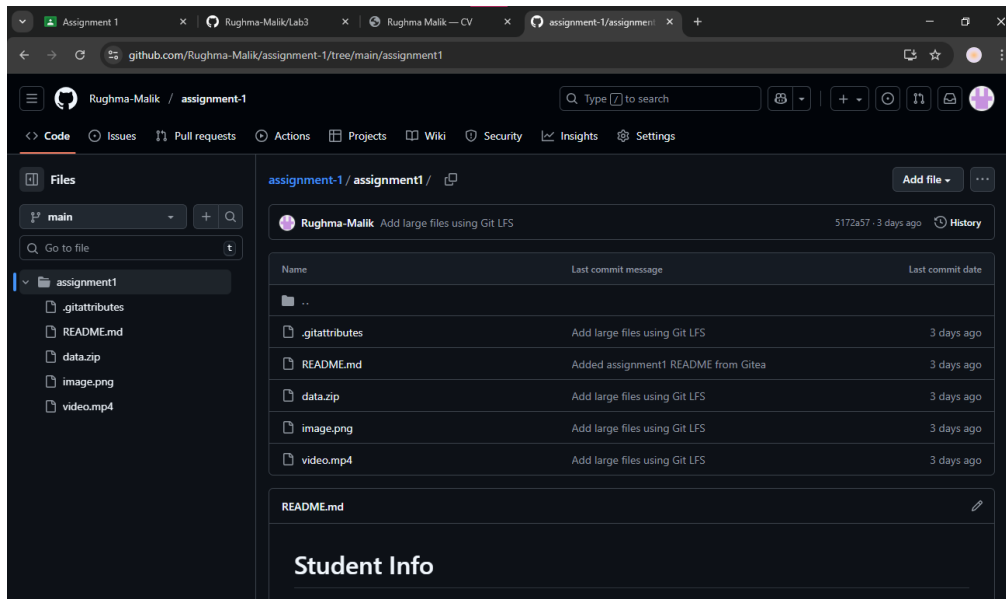 Assignment 1
Rughma-Malik/Lab3
Rughma Malik — CV
assignment-1/assignment
github.com/Rughma-Malik/assignment-1/tree/main/assignment1
Rughma-Malik / assignment-1
Type / to search
Code Issues Pull requests Actions Projects Wiki Security Insights Settings
Files
assignment-1 / assignment1 /
Add file
main
Rughma-Malik Add large files using Git LFS
5172a57 · 3 days ago History
Go to file t
Name Last commit message Last commit date
assignment1
..
.gitattributes
README.md
data.zip
image.png
video.mp4
.gitattributes Add large files using Git LFS 3 days ago
README.md Added assignment1 README from Gitea 3 days ago
data.zip Add large files using Git LFS 3 days ago
image.png Add large files using Git LFS 3 days ago
video.mp4 Add large files using Git LFS 3 days ago
README.md
Student Info